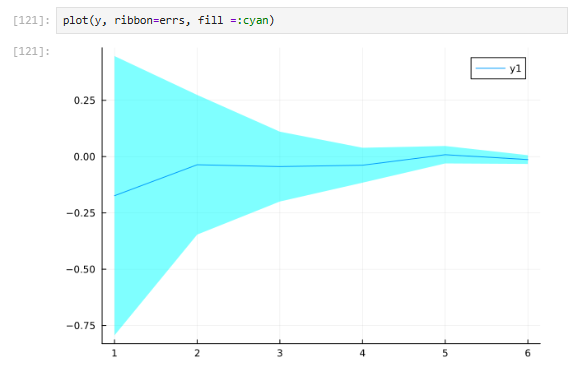 [121]: plot(y, ribbon=errs, fill =:cyan)
[121]:
y1
0.25
0.00
−0.25
−0.50
−0.75
1 2 3 4 5 6